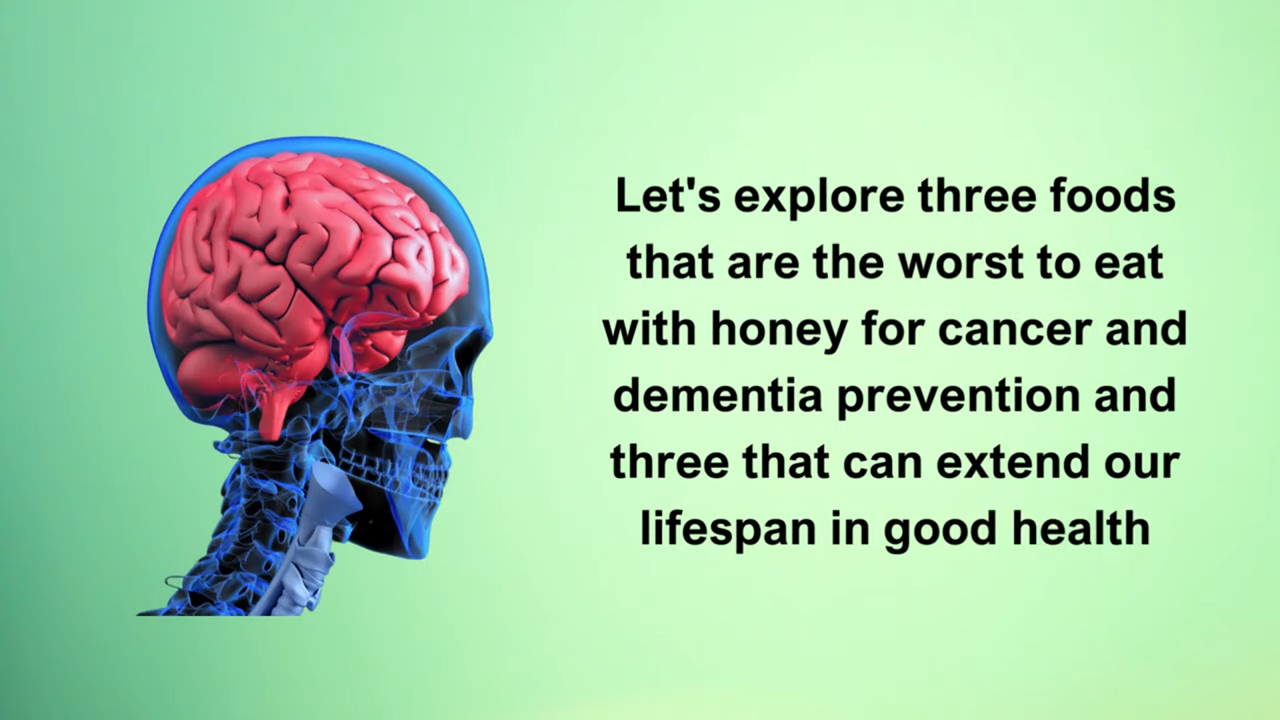 Let's explore three foods
that are the worst to eat
with honey for cancer and
dementia prevention and
three that can extend our
lifespan in good health